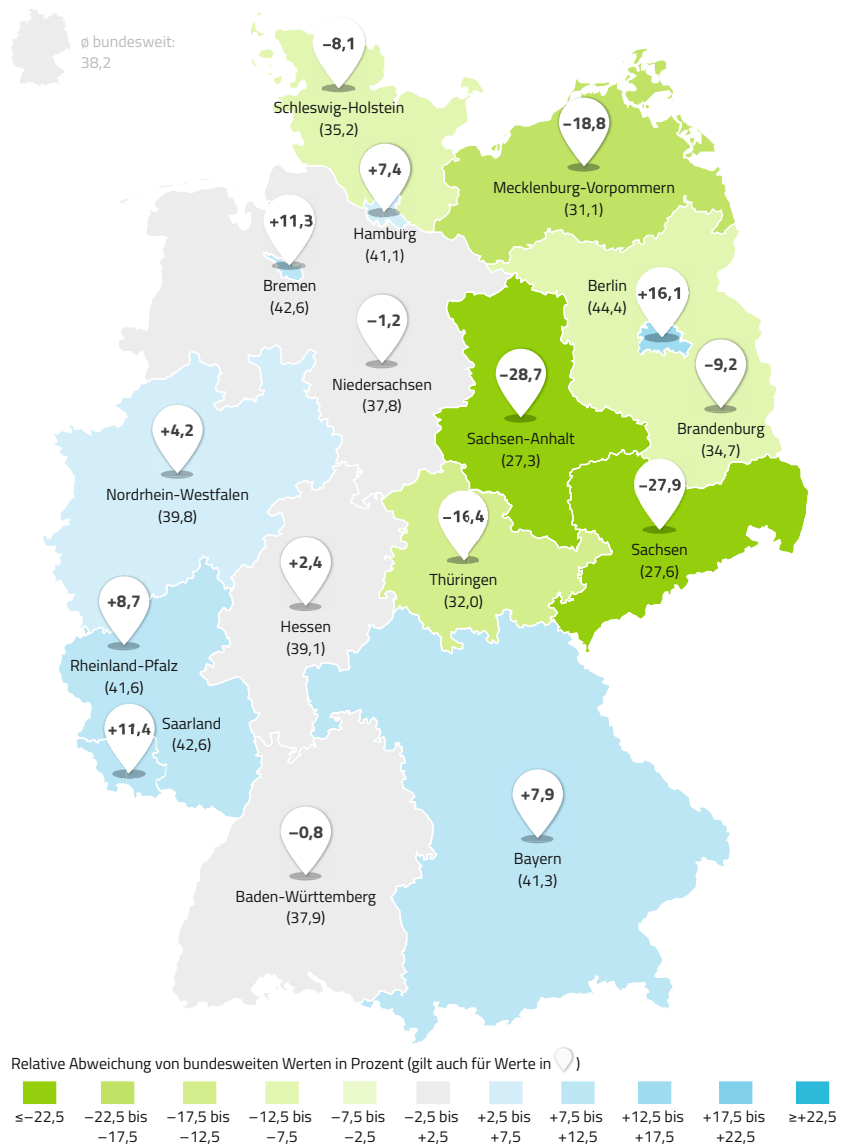 ø bundesweit:
38,2
−8,1
Schleswig-Holstein
(35,2)
−18,8
Mecklenburg-Vorpommern
(31,1)
+7,4
Hamburg
(41,1)
+11,3
Bremen
(42,6)
Berlin
(44,4)
+16,1
−1,2
Niedersachsen
(37,8)
−28,7
Sachsen-Anhalt
(27,3)
−9,2
Brandenburg
(34,7)
+4,2
Nordrhein-Westfalen
(39,8)
−27,9
Sachsen
(27,6)
−16,4
Thüringen
(32,0)
+2,4
Hessen
(39,1)
+8,7
Rheinland-Pfalz
(41,6)
+11,4
Saarland
(42,6)
+7,9
Bayern
(41,3)
−0,8
Baden-Württemberg
(37,9)
Relative Abweichung von bundesweiten Werten in Prozent (gilt auch für Werte in )
≤−22,5
−22,5 bis
−17,5
−17,5 bis
−12,5
−12,5 bis
−7,5
−7,5 bis
−2,5
−2,5 bis
+2,5
+2,5 bis
+7,5
+7,5 bis
+12,5
+12,5 bis
+17,5
+17,5 bis
+22,5
≥+22,5